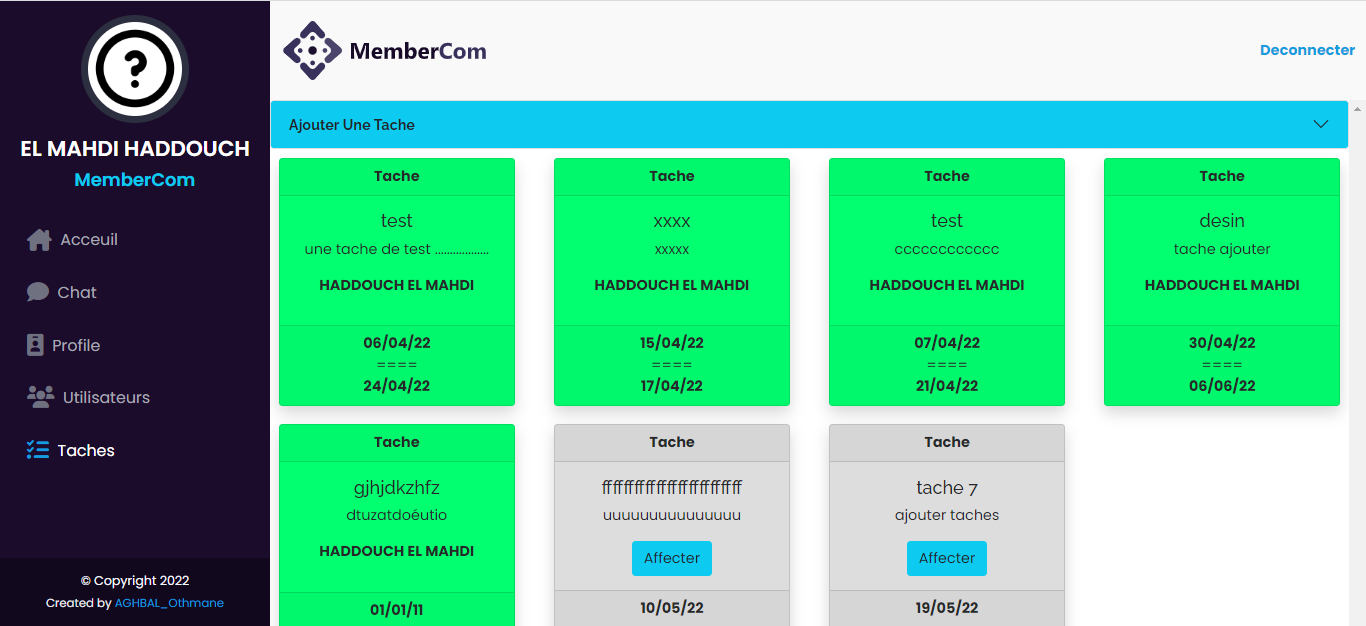 EL MAHDI HADDOUCH
MemberCom
Acceuil
Chat
Profile
Utilisateurs
Taches
© Copyright 2022
Created by AGHBAL_Othmane
MemberCom
Deconnecter
Ajouter Une Tache
Tache
test
une tache de test ..................
HADDOUCH EL MAHDI
06/04/22
====
24/04/22
Tache
xxxx
xxxxx
HADDOUCH EL MAHDI
15/04/22
====
17/04/22
Tache
test
cccccccccccc
HADDOUCH EL MAHDI
07/04/22
====
21/04/22
Tache
desin
tache ajouter
HADDOUCH EL MAHDI
30/04/22
====
06/06/22
Tache
gjhjdkzhfz
dtuzatdoéutio
HADDOUCH EL MAHDI
01/01/11
Tache
ffffffffffffffffffffffffff
uuuuuuuuuuuuuuu
Affecter
10/05/22
Tache
tache 7
ajouter taches
Affecter
19/05/22